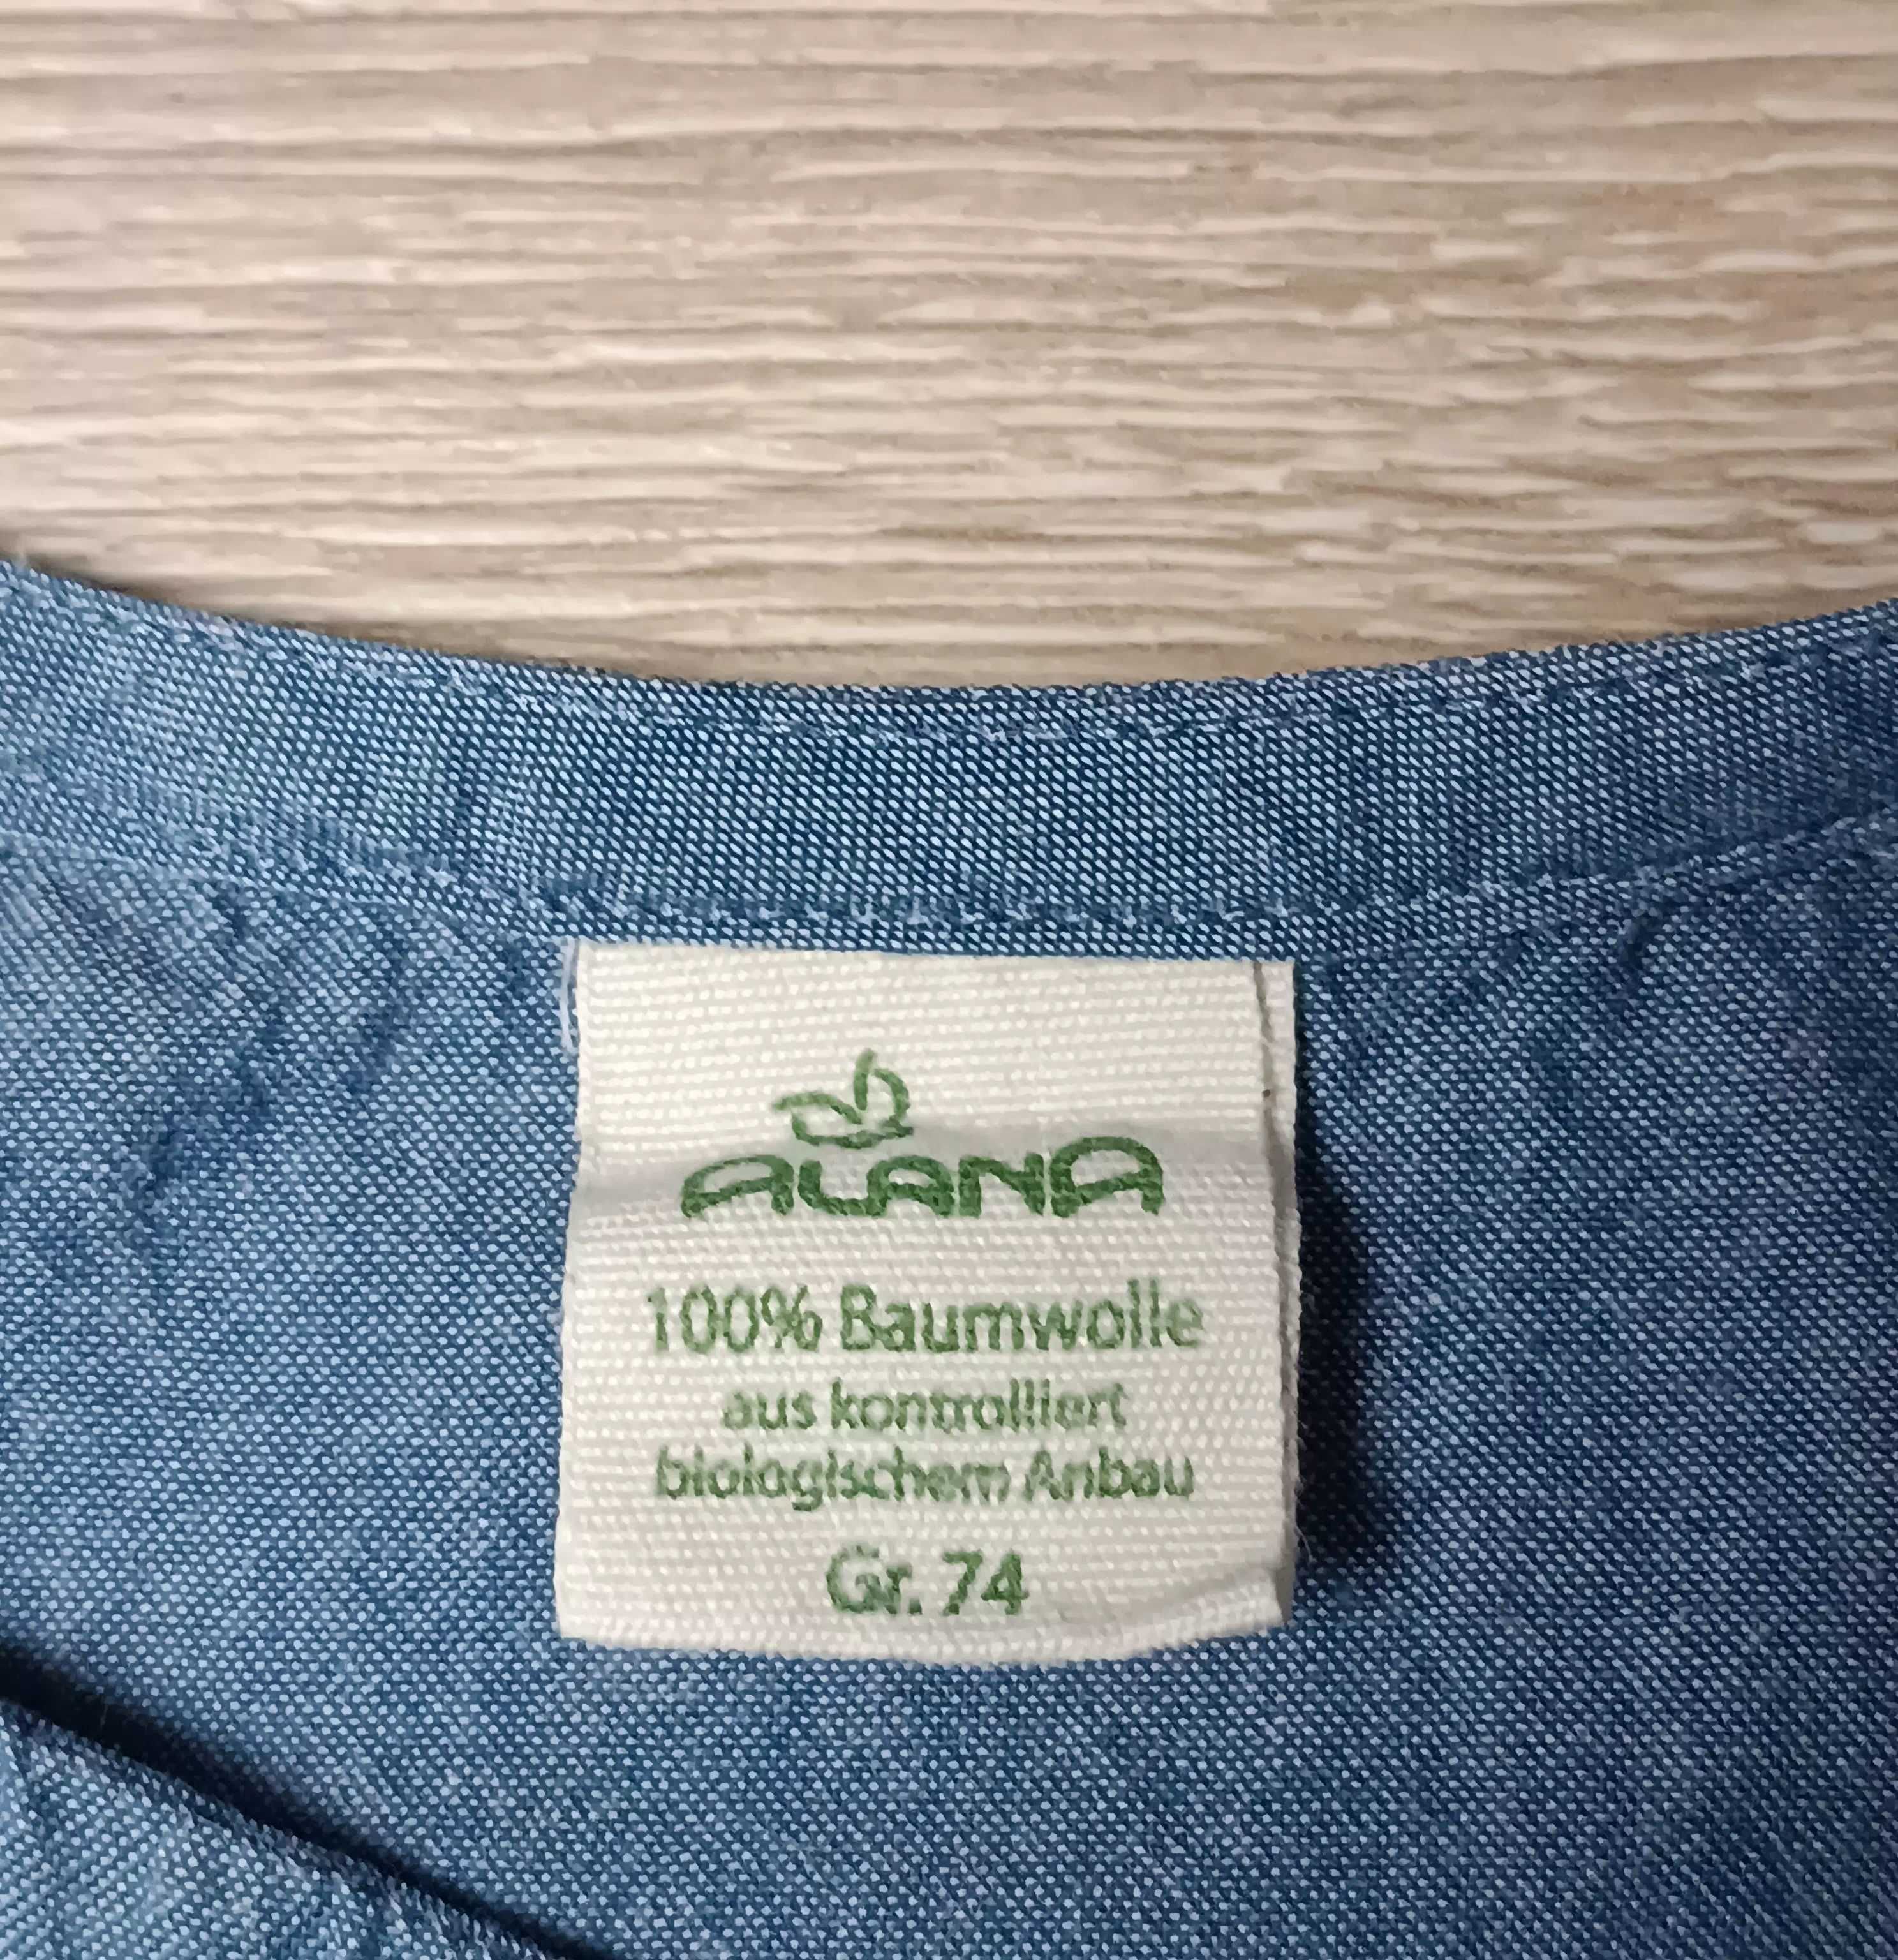 ALANA
100% Baumwolle
aus kontrolliert
biologischem Anbau
Gr. 74